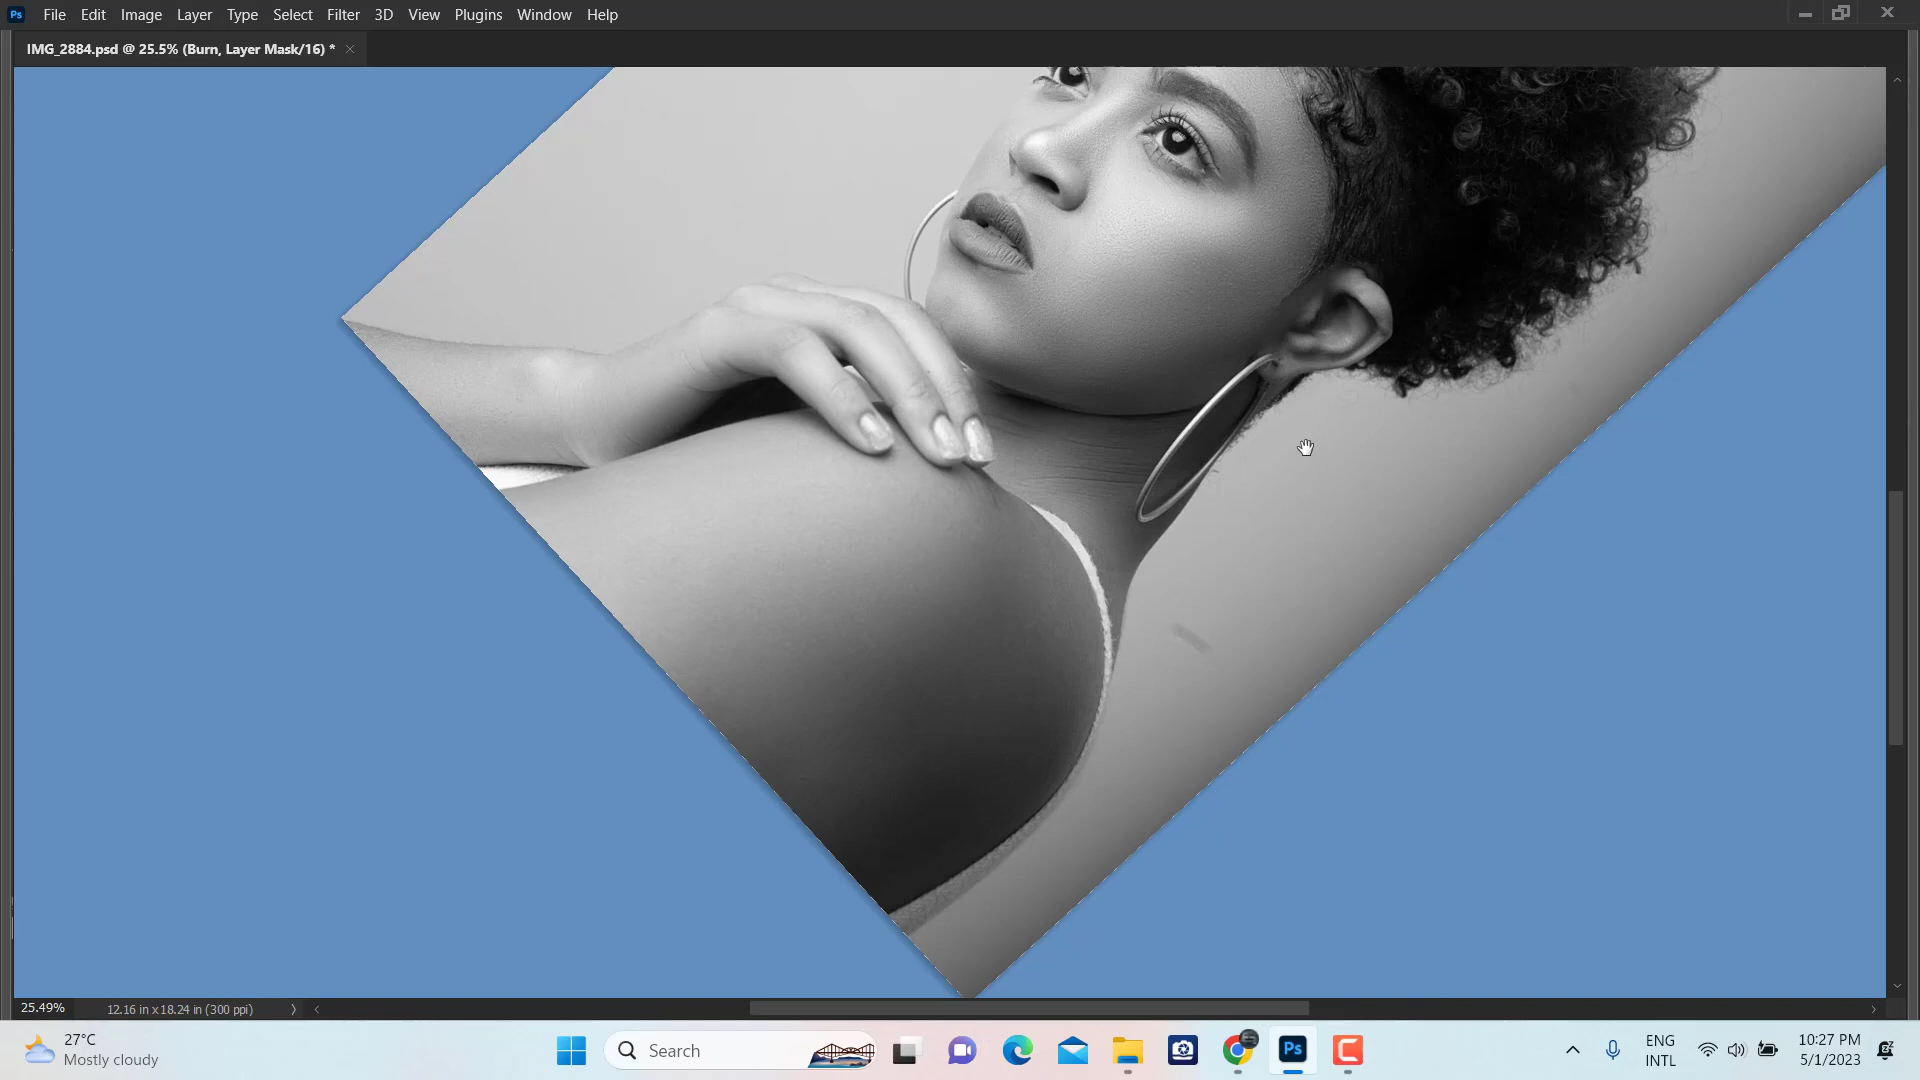 Ps File Edit Image Layer Type Select Filter 3D View Plugins Window Help
IMG_2884.psd @ 25.5% (Burn, Layer Mask/16) *
25.49% 12.16 in x 18.24 in (300 ppi)
27°C
Mostly cloudy
Search
Ps
ENG
INTL
10:27 PM
5/1/2023